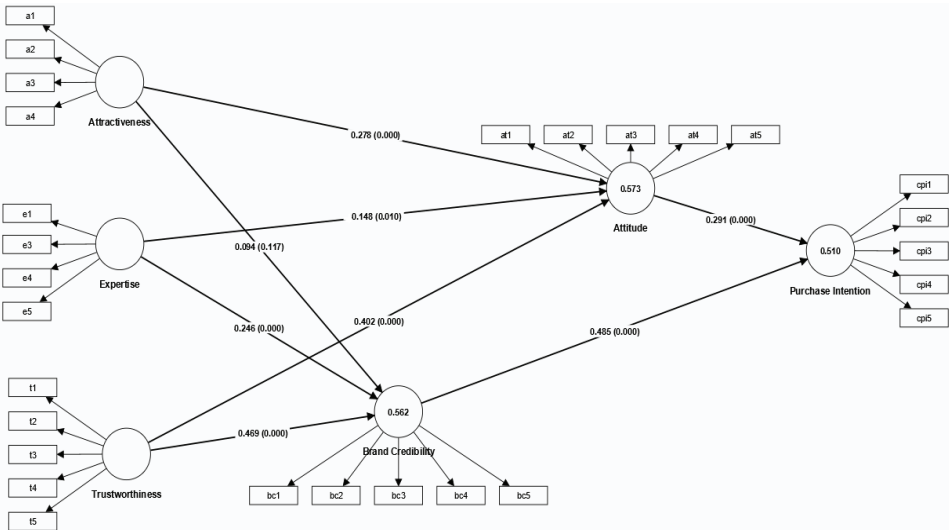 a1
a2
a3
a4
Attractiveness
0.278 (0.000)
at1 at2 at3 at4 at5
0.573
Attitude
e1
e3
e4
e5
Expertise
0.148 (0.010)
0.094 (0.117)
0.291 (0.000)
cpi1
cpi2
cpi3
cpi4
cpi5
0.510
Purchase Intention
0.246 (0.000)
0.402 (0.000)
0.485 (0.000)
t1
t2
t3
t4
t5
Trustworthiness
0.469 (0.000)
0.562
Brand Credibility
bc1 bc2 bc3 bc4 bc5